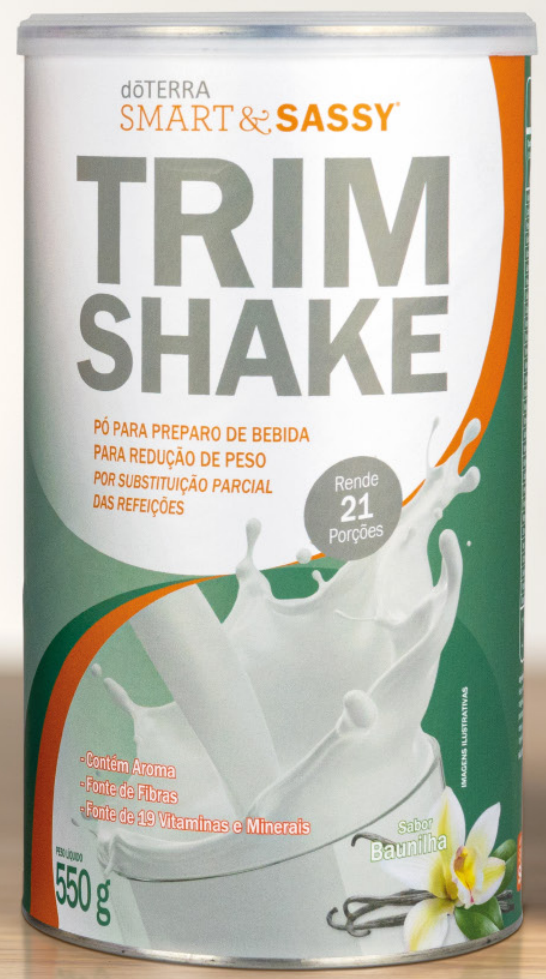 dōTERRA
SMART & SASSY®
TRIM
SHAKE
PÓ PARA PREPARO DE BEBIDA
PARA REDUÇÃO DE PESO
POR SUBSTITUIÇÃO PARCIAL
DAS REFEIÇÕES
Rende
21
Porções
IMAGENS ILUSTRATIVAS
-Contém Aroma
-Fonte de Fibras
-Fonte de 19 Vitaminas e Minerais
Sabor
Baunilha
PESO LÍQUIDO
550 g